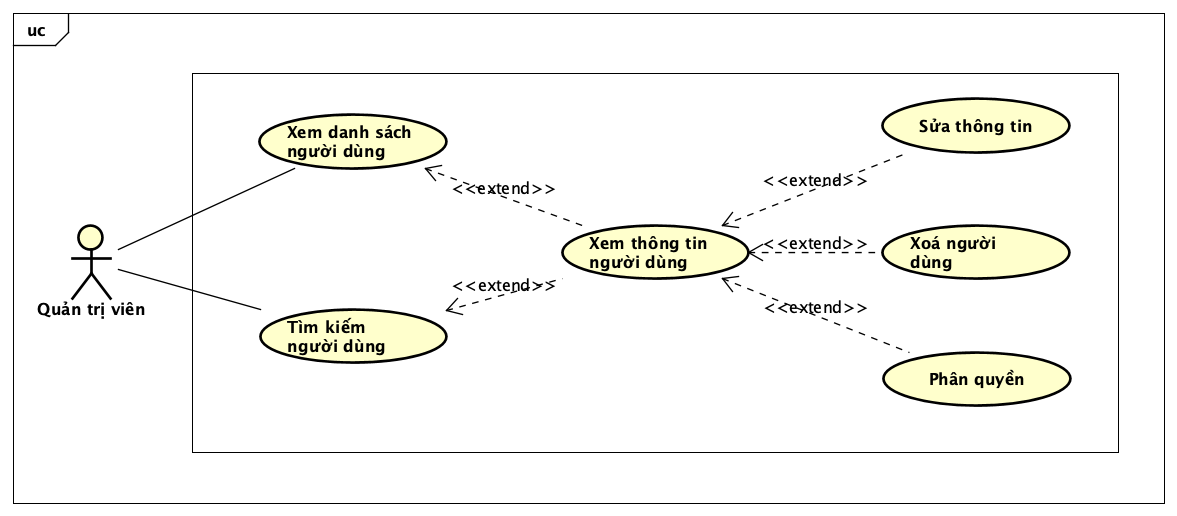 uc
Xem danh sách
người dùng
<<extend>>
Sửa thông tin
<<extend>>
Xem thông tin
người dùng
<<extend>>
Xoá người
dùng
Quản trị viên
<<extend>>
Tìm kiếm
người dùng
<<extend>>
Phân quyền